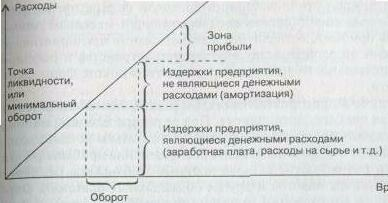 Расходы
Зона
прибыли
Точка
ликвидности,
или
минимальный
оборот
Издержки предприятия,
не являющиеся денежными
расходами (амортизация)
Издержки предприятия,
являющиеся денежными расходами
(заработная плата, расходы на сырье и т.д.)
Оборот
Вр